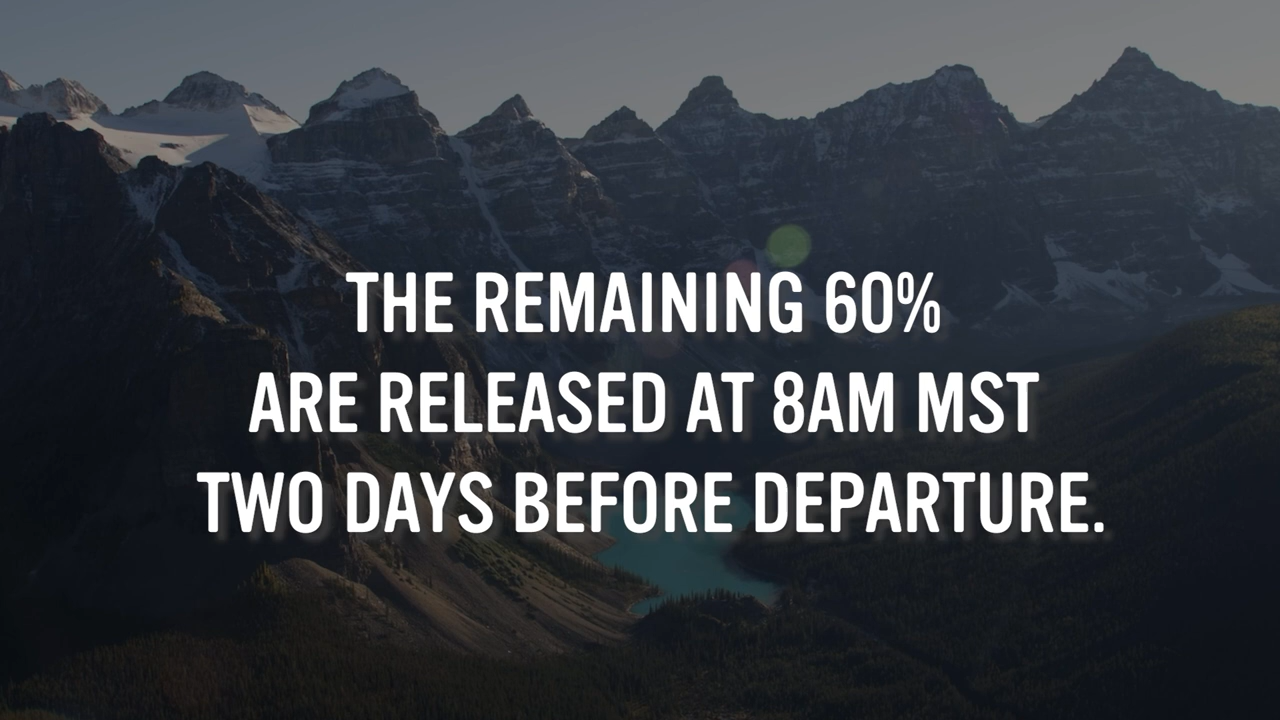 THE REMAINING 60%
ARE RELEASED AT 8AM MST
TWO DAYS BEFORE DEPARTURE.